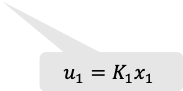 u₁ = K₁x₁